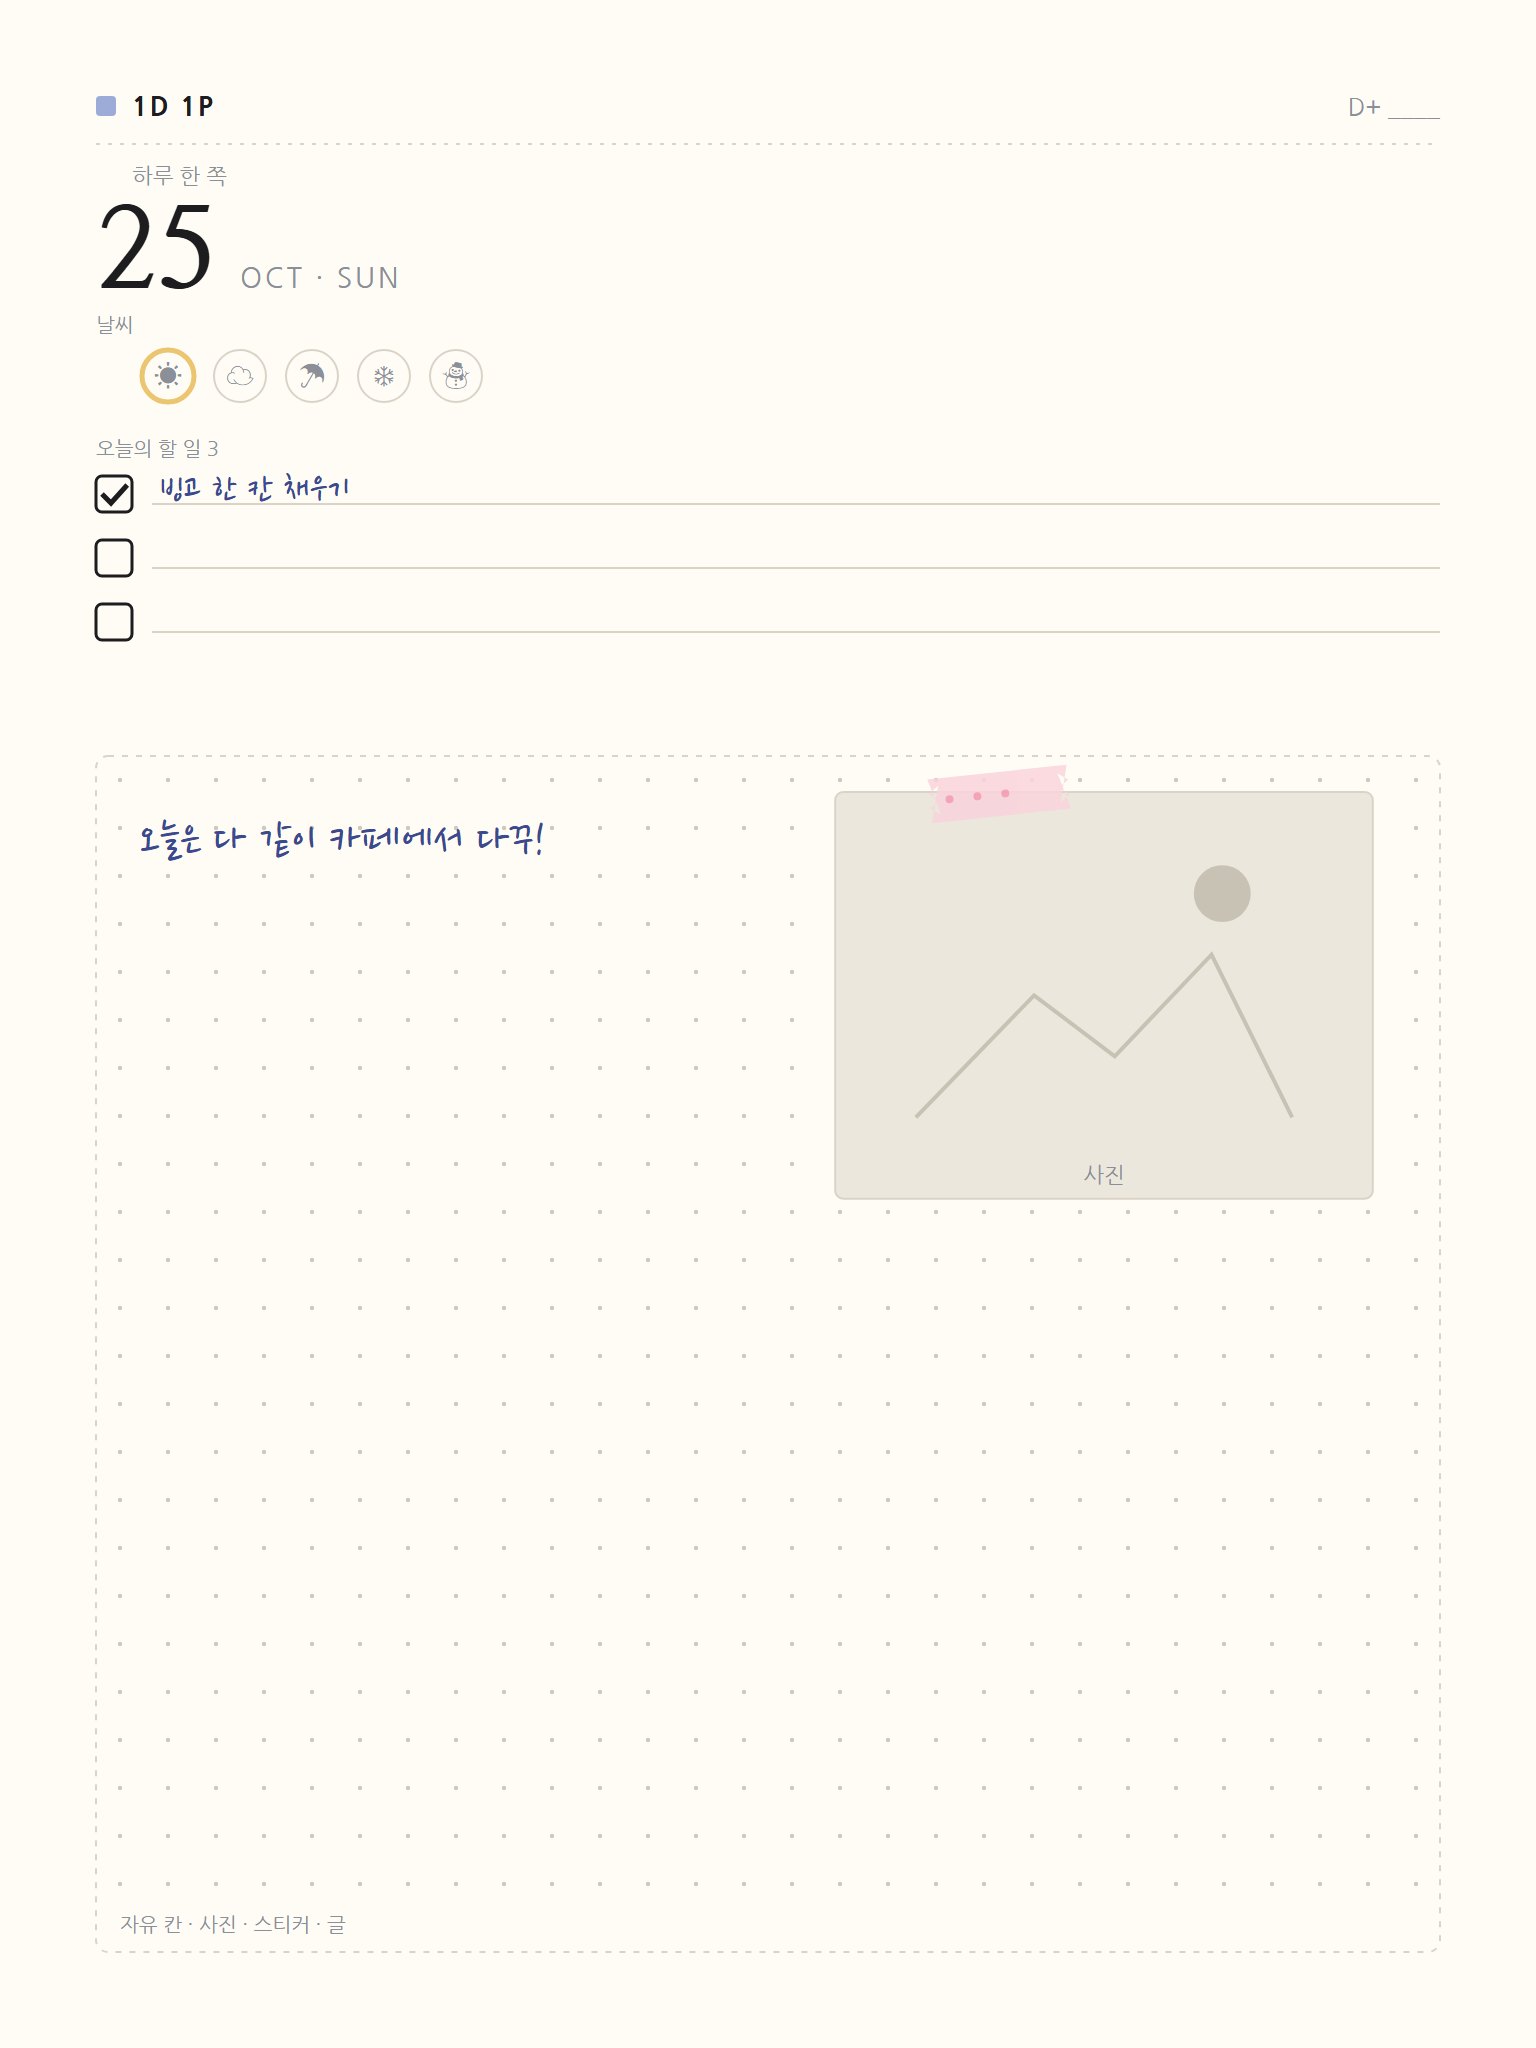 1D 1P
D+ ____
하루 한 쪽
25 OCT · SUN
날씨
오늘의 할 일 3
빙고 한 칸 채우기
오늘은 다 같이 카페에서 다꾸!
사진
자유 칸 · 사진 · 스티커 · 글